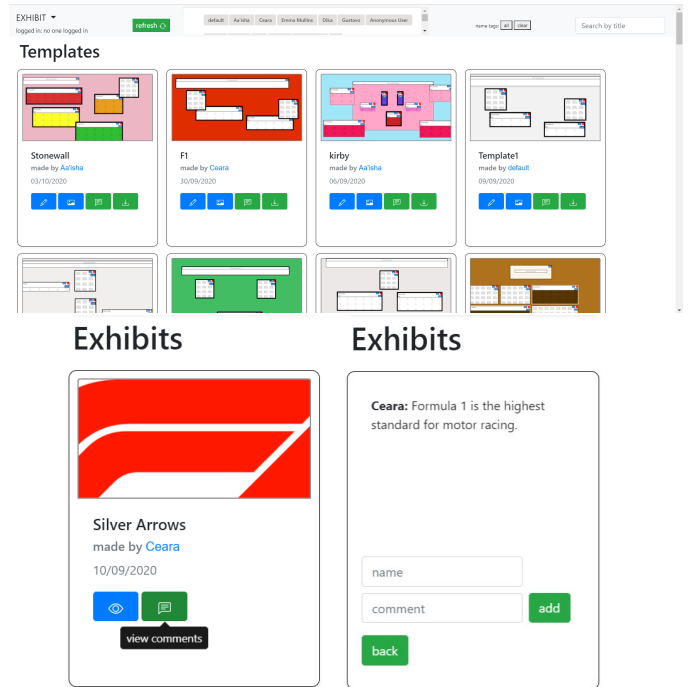 EXHIBIT
logged in: no one logged in
refresh
default Aa'isha Ceara Emma Mullins Dika Gustavo Anonymous User
name tags: all clear
Search by title
Templates
Stonewall
made by Aa'isha
03/10/2020
F1
made by Ceara
30/09/2020
kirby
made by Aa'isha
06/09/2020
Template1
made by default
09/09/2020
Exhibits
Silver Arrows
made by Ceara
10/09/2020
view comments
Exhibits
Ceara: Formula 1 is the highest
standard for motor racing.
name
comment add
back